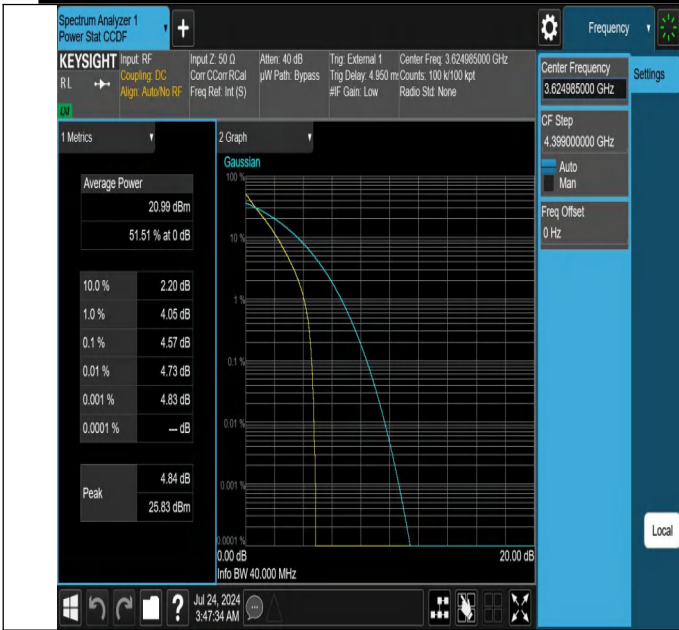 Spectrum Analyzer 1
Power Stat CCDF
Frequency
KEYSIGHT
RL
Input: RF
Coupling: DC
Align: Auto/No RF
Input Z: 50 Ω
Corr CCorr RCal
Freq Ref: Int (S)
Atten: 40 dB
µW Path: Bypass
Trig: External 1
Trig Delay: 4.950 m
#IF Gain: Low
Center Freq: 3.624985000 GHz
Counts: 100 k/100 kpt
Radio Std: None
1 Metrics
Average Power
20.99 dBm
51.51 % at 0 dB
10.0 % 2.20 dB
1.0 % 4.05 dB
0.1 % 4.57 dB
0.01 % 4.73 dB
0.001 % 4.83 dB
0.0001 % --- dB
Peak
4.84 dB
25.83 dBm
2 Graph
Gaussian
100 %
10 %
1 %
0.1 %
0.01 %
0.001 %
0.0001 %
0.00 dB 20.00 dB
Info BW 40.000 MHz
Center Frequency
3.624985000 GHz
Settings
CF Step
4.399000000 GHz
Auto
Man
Freq Offset
0 Hz
Local
?
Jul 24, 2024
3:47:34 AM